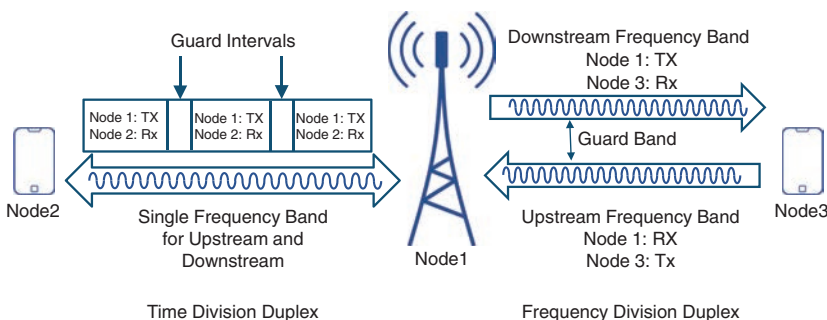 Guard Intervals
Node 1: TX
Node 2: Rx
Node 1: TX
Node 2: Rx
Node 1: TX
Node 2: Rx
Node2
Single Frequency Band
for Upstream and
Downstream
Time Division Duplex
Node1
Downstream Frequency Band
Node 1: TX
Node 3: Rx
Guard Band
Upstream Frequency Band
Node 1: RX
Node 3: Tx
Node3
Frequency Division Duplex